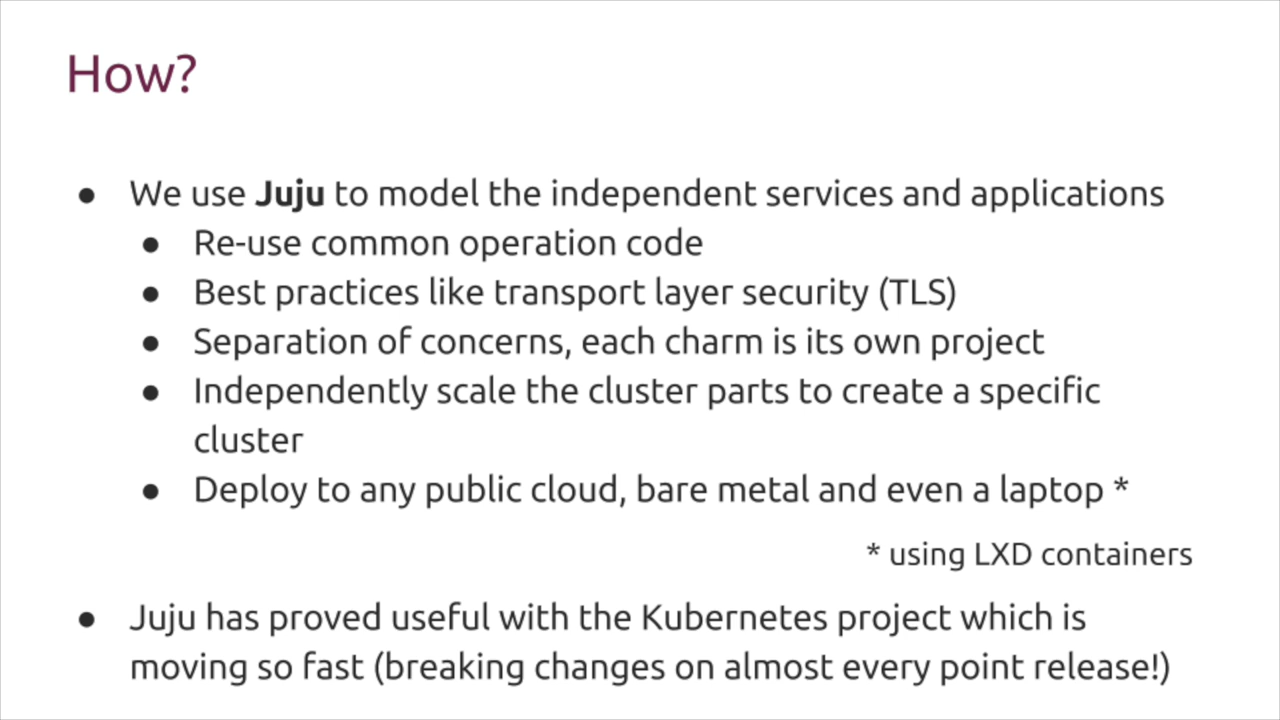 How?
● We use Juju to model the independent services and applications
● Re-use common operation code
● Best practices like transport layer security (TLS)
● Separation of concerns, each charm is its own project
● Independently scale the cluster parts to create a specific
cluster
● Deploy to any public cloud, bare metal and even a laptop *
* using LXD containers
● Juju has proved useful with the Kubernetes project which is
moving so fast (breaking changes on almost every point release!)